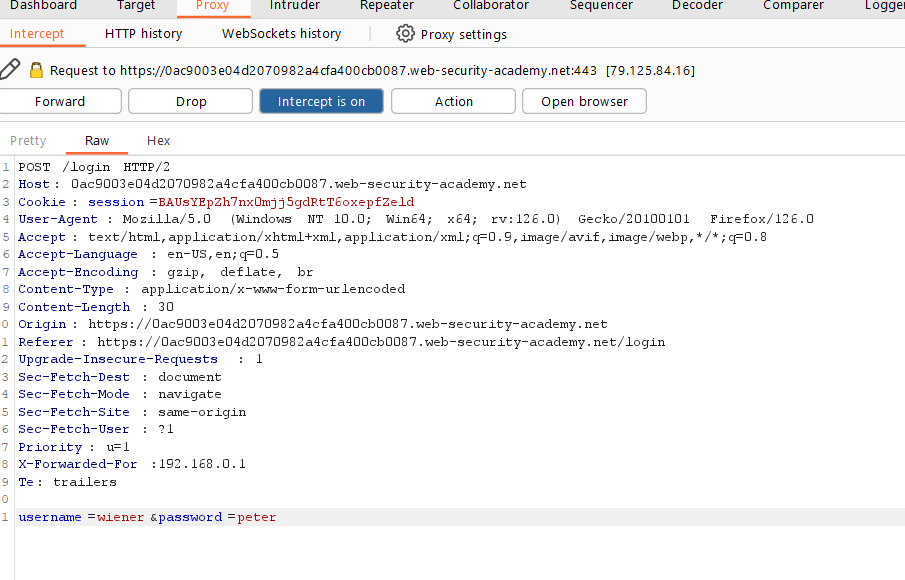 Dashboard Target Proxy Intruder Repeater Collaborator Sequencer Decoder Comparer Logger
Intercept HTTP history WebSockets history Proxy settings
Request to https://0ac9003e04d2070982a4cfa400cb0087.web-security-academy.net:443 [79.125.84.16]
Forward Drop Intercept is on Action Open browser
Pretty Raw Hex
1 POST /login HTTP/2
2 Host: 0ac9003e04d2070982a4cfa400cb0087.web-security-academy.net
3 Cookie: session=BAUsYEpZh7nxOmjj5gdRtT6oxepfZeld
4 User-Agent: Mozilla/5.0 (Windows NT 10.0; Win64; x64; rv:126.0) Gecko/20100101 Firefox/126.0
5 Accept: text/html,application/xhtml+xml,application/xml;q=0.9,image/avif,image/webp,*/*;q=0.8
6 Accept-Language: en-US,en;q=0.5
7 Accept-Encoding: gzip, deflate, br
8 Content-Type: application/x-www-form-urlencoded
9 Content-Length: 30
0 Origin: https://0ac9003e04d2070982a4cfa400cb0087.web-security-academy.net
1 Referer: https://0ac9003e04d2070982a4cfa400cb0087.web-security-academy.net/login
2 Upgrade-Insecure-Requests: 1
3 Sec-Fetch-Dest: document
4 Sec-Fetch-Mode: navigate
5 Sec-Fetch-Site: same-origin
6 Sec-Fetch-User: ?1
7 Priority: u=1
8 X-Forwarded-For :192.168.0.1
9 Te: trailers
0
1 username=wiener&password=peter